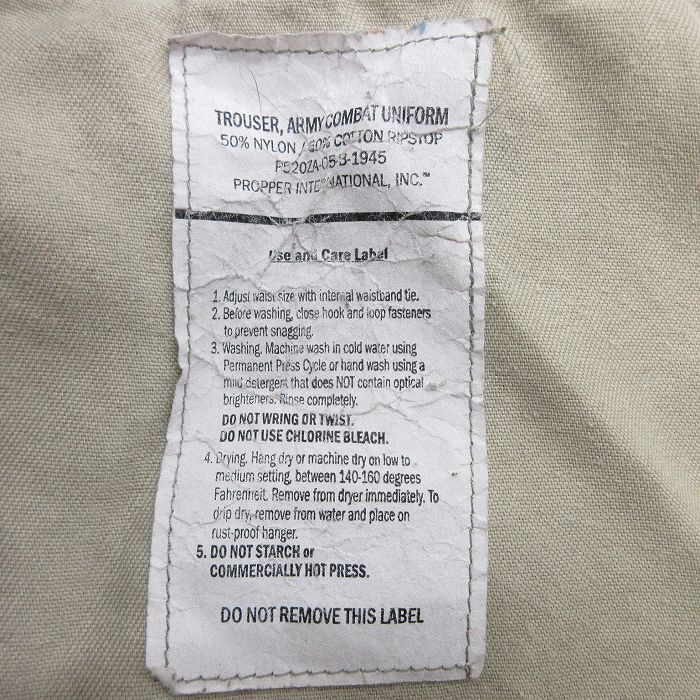 TROUSER, ARMY COMBAT UNIFORM
50% NYLON / 50% COTTON RIPSTOP
PS20ZA-05-3-1945
PROPPER INTERNATIONAL, INC.™
Use and Care Label
1. Adjust waist size with internal waistband tie.
2. Before washing, close hook and loop fasteners
to prevent snagging.
3. Washing. Machine wash in cold water using
Permanent Press Cycle or hand wash using a
mild detergent that does NOT contain optical
brighteners. Rinse completely.
DO NOT WRING OR TWIST.
DO NOT USE CHLORINE BLEACH.
4. Drying. Hang dry or machine dry on low to
medium setting, between 140-160 degrees
Fahrenheit. Remove from dryer immediately. To
drip dry, remove from water and place on
rust-proof hanger.
5. DO NOT STARCH or
COMMERCIALLY HOT PRESS.
DO NOT REMOVE THIS LABEL